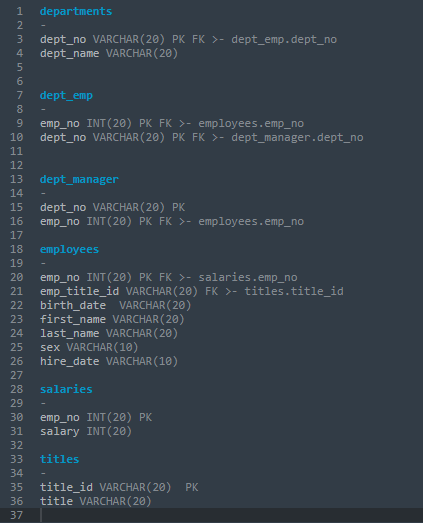 1 departments
2 -
3 dept_no VARCHAR(20) PK FK >- dept_emp.dept_no
4 dept_name VARCHAR(20)
5
6
7 dept_emp
8 -
9 emp_no INT(20) PK FK >- employees.emp_no
10 dept_no VARCHAR(20) PK FK >- dept_manager.dept_no
11
12
13 dept_manager
14 -
15 dept_no VARCHAR(20) PK
16 emp_no INT(20) PK FK >- employees.emp_no
17
18 employees
19 -
20 emp_no INT(20) PK FK >- salaries.emp_no
21 emp_title_id VARCHAR(20) FK >- titles.title_id
22 birth_date  VARCHAR(20)
23 first_name VARCHAR(20)
24 last_name VARCHAR(20)
25 sex VARCHAR(10)
26 hire_date VARCHAR(10)
27
28 salaries
29 -
30 emp_no INT(20) PK
31 salary INT(20)
32
33 titles
34 -
35 title_id VARCHAR(20)  PK
36 title VARCHAR(20)
37